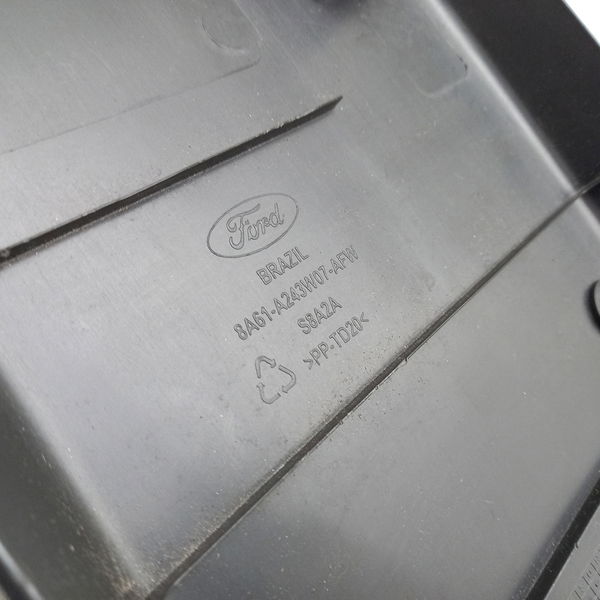 Ford
BRAZIL
8A61-A243W07-AFW
S8A2A
>PP-TD20<